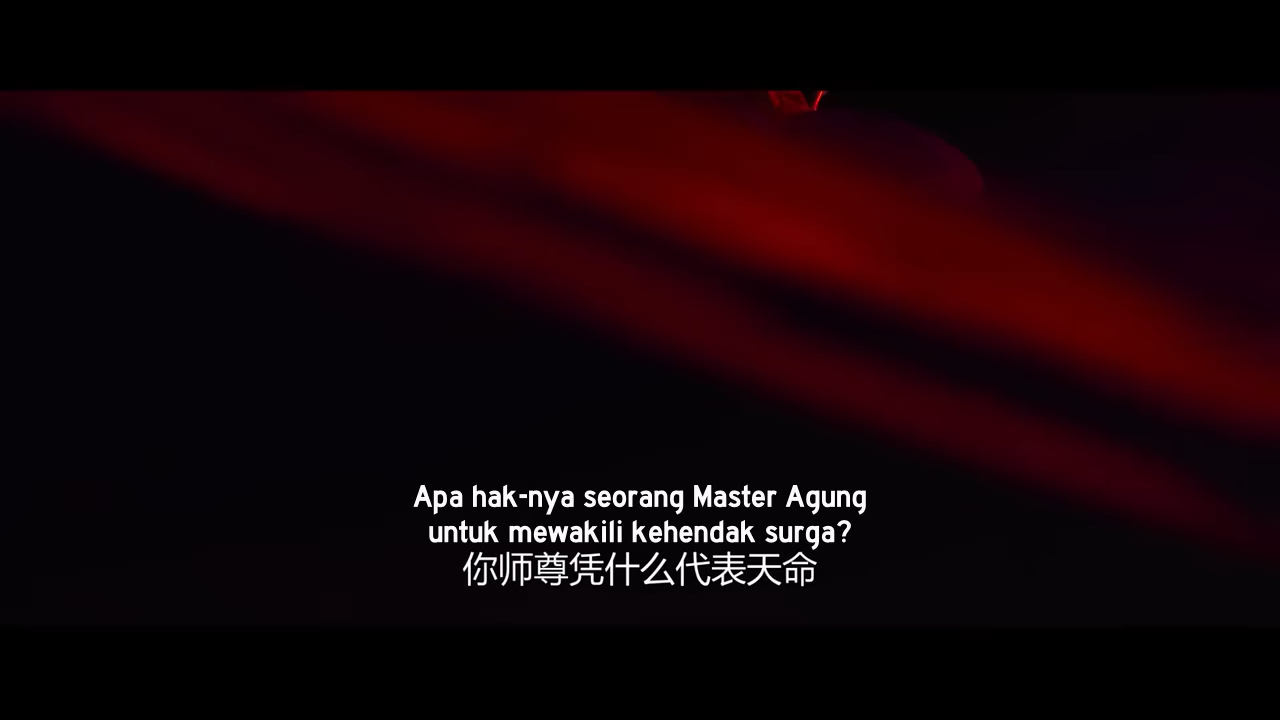 Apa hak-nya seorang Master Agung
untuk mewakili kehendak surga?
你师尊凭什么代表天命